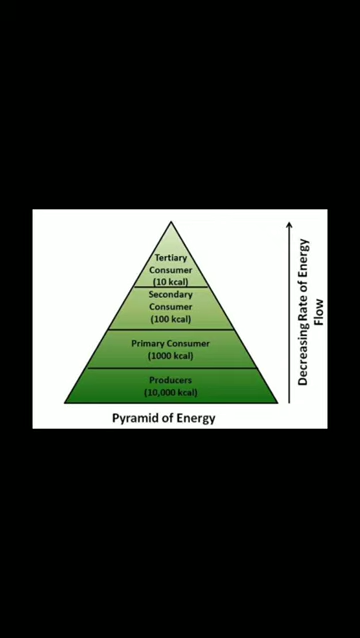 Tertiary
Consumer
(10 kcal)
Secondary
Consumer
(100 kcal)
Primary Consumer
(1000 kcal)
Producers
(10,000 kcal)
Pyramid of Energy
Decreasing Rate of Energy
Flow